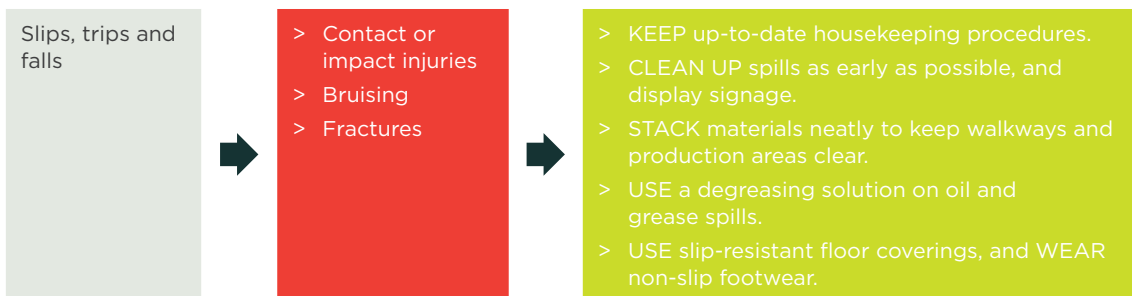 Slips, trips and
falls
> Contact or
impact injuries
> Bruising
> Fractures
> KEEP up-to-date housekeeping procedures.
> CLEAN UP spills as early as possible, and
display signage.
> STACK materials neatly to keep walkways and
production areas clear.
> USE a degreasing solution on oil and
grease spills.
> USE slip-resistant floor coverings, and WEAR
non-slip footwear.